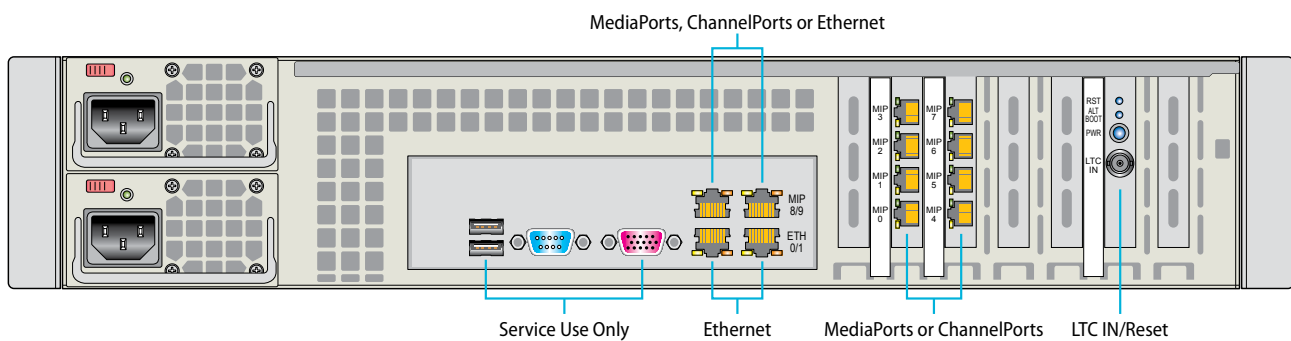 MediaPorts, ChannelPorts or Ethernet
MIP
3
MIP
2
MIP
1
MIP
0
MIP
7
MIP
6
MIP
5
MIP
4
RST
ALT
BOOT
PWR
LTC
IN
MIP
8/9
ETH
0/1
Service Use Only
Ethernet
MediaPorts or ChannelPorts
LTC IN/Reset